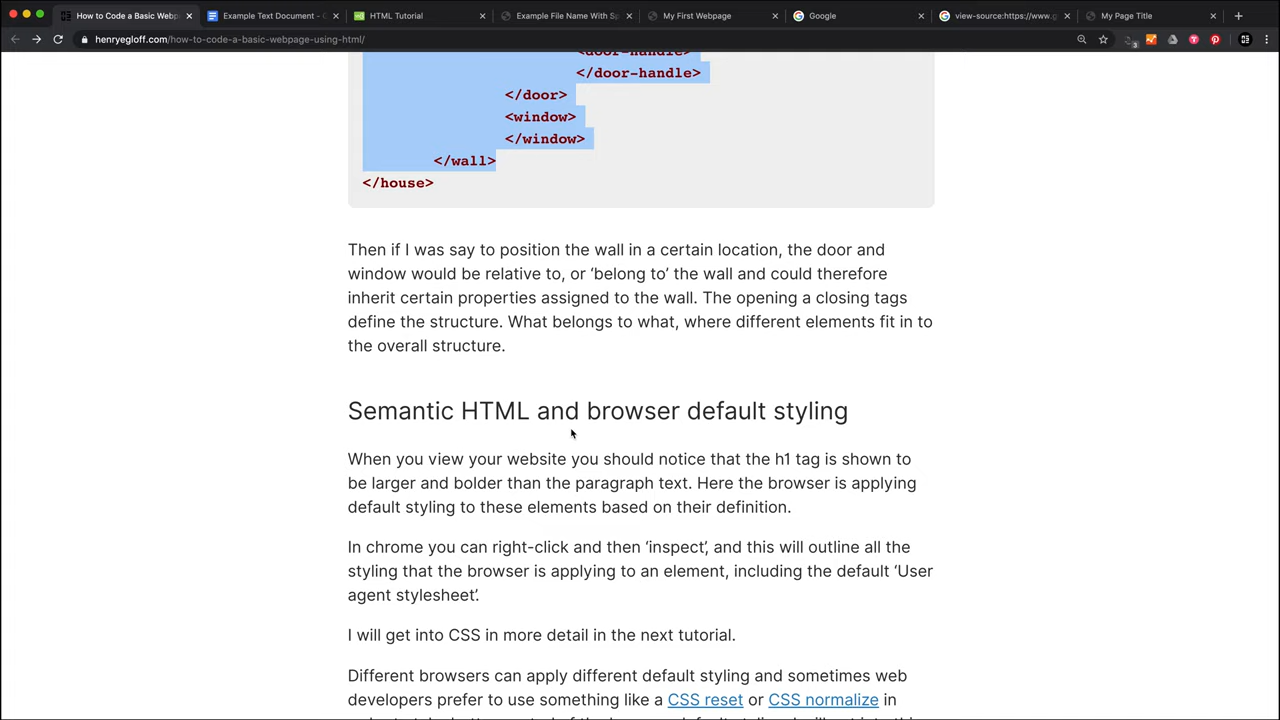 How to Code a Basic Webp
Example Text Document - G
HTML Tutorial
Example File Name With Sp
My First Webpage
Google
view-source:https://www.g
My Page Title
henryegloff.com/how-to-code-a-basic-webpage-using-html/
3
<door-handle>
</door-handle>
</door>
<window>
</window>
</wall>
</house>
Then if I was say to position the wall in a certain location, the door and
window would be relative to, or ‘belong to’ the wall and could therefore
inherit certain properties assigned to the wall. The opening a closing tags
define the structure. What belongs to what, where different elements fit in to
the overall structure.
Semantic HTML and browser default styling
When you view your website you should notice that the h1 tag is shown to
be larger and bolder than the paragraph text. Here the browser is applying
default styling to these elements based on their definition.
In chrome you can right-click and then ‘inspect’, and this will outline all the
styling that the browser is applying to an element, including the default ‘User
agent stylesheet’.
I will get into CSS in more detail in the next tutorial.
Different browsers can apply different default styling and sometimes web
developers prefer to use something like a CSS reset or CSS normalize in